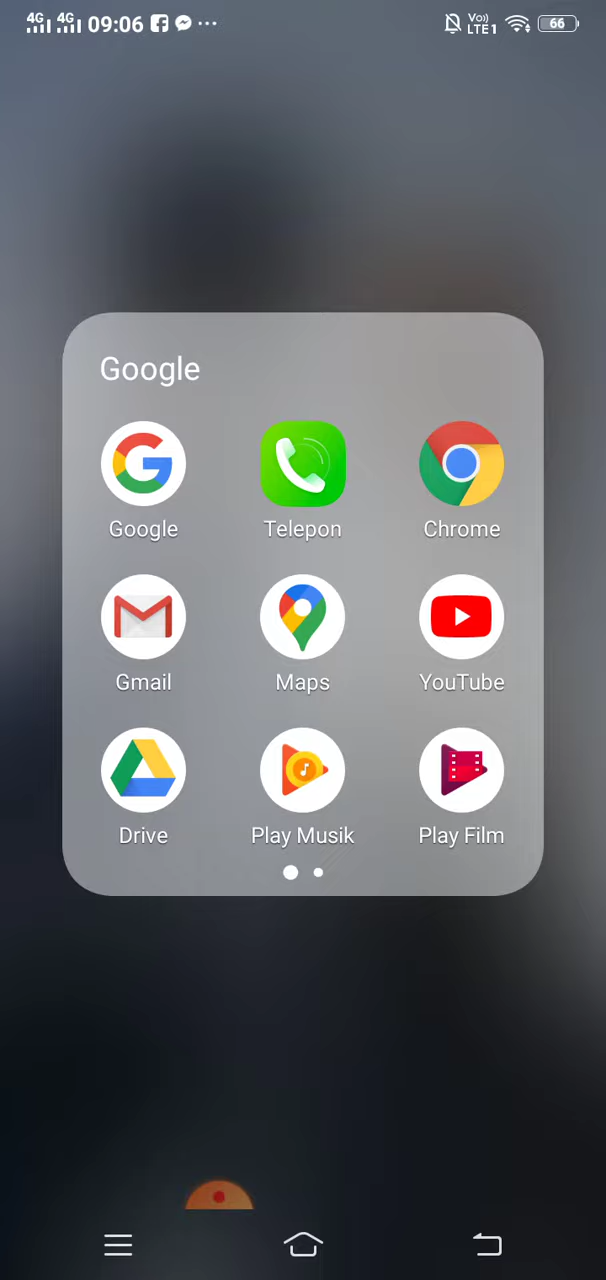 4G 4G 09:06 Vo)) LTE1 66
Google
Google Telepon Chrome
Gmail Maps YouTube
Drive Play Musik Play Film